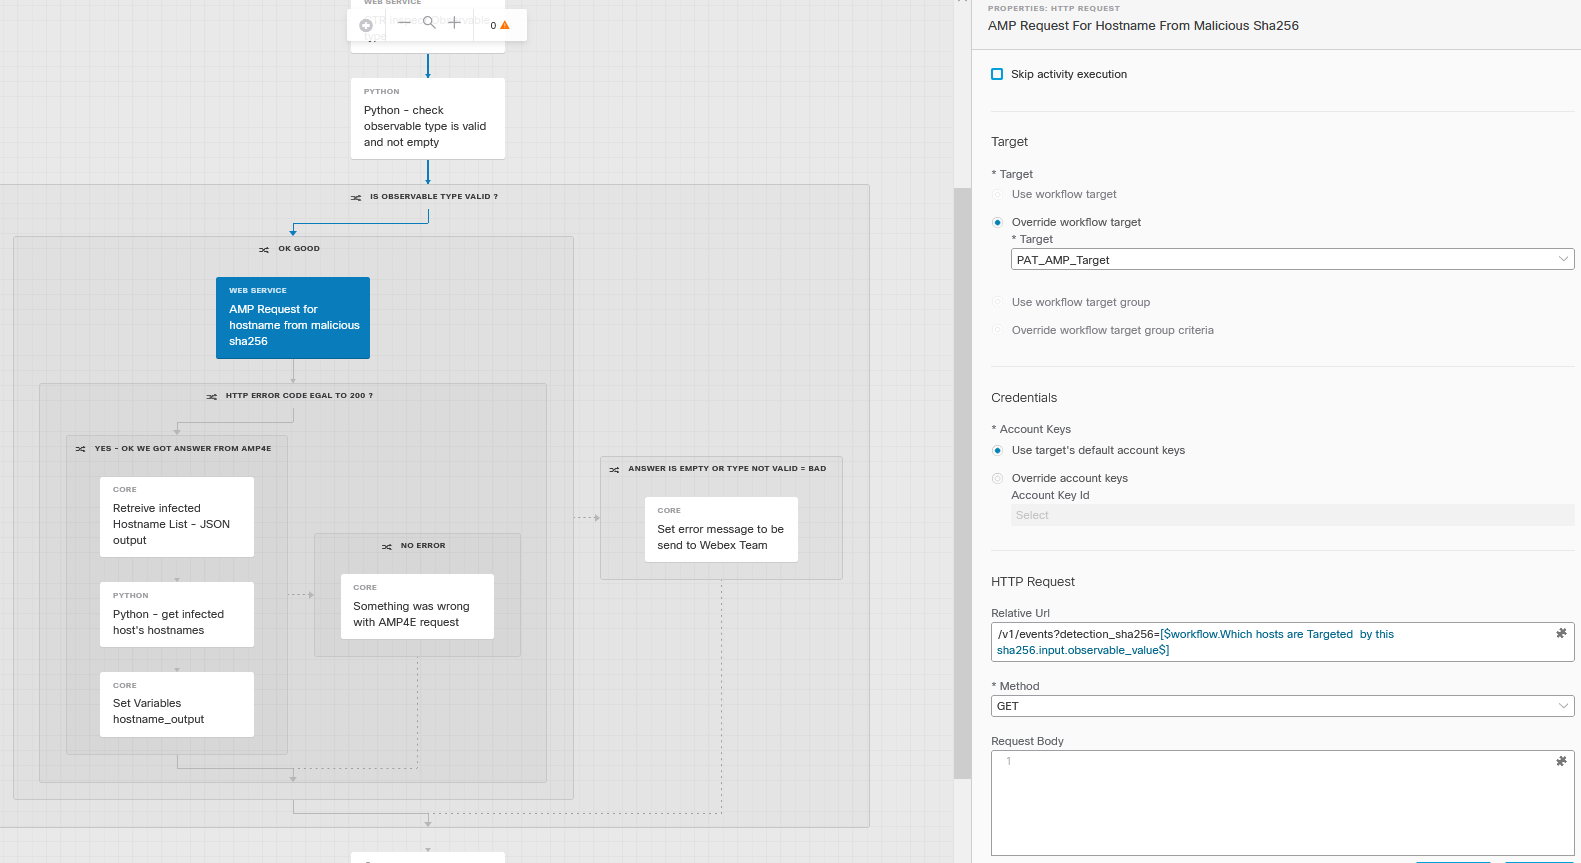 WEB SERVICE
0
PYTHON
Python - check
observable type is valid
and not empty
IS OBSERVABLE TYPE VALID ?
OK GOOD
WEB SERVICE
AMP Request for
hostname from malicious
sha256
HTTP ERROR CODE EGAL TO 200 ?
YES - OK WE GOT ANSWER FROM AMP4E
CORE
Retreive infected
Hostname List - JSON
output
PYTHON
Python - get infected
host's hostnames
CORE
Set Variables
hostname_output
NO ERROR
CORE
Something was wrong
with AMP4E request
ANSWER IS EMPTY OR TYPE NOT VALID = BAD
CORE
Set error message to be
send to Webex Team
PROPERTIES: HTTP REQUEST
AMP Request For Hostname From Malicious Sha256
Skip activity execution
Target
* Target
Use workflow target
Override workflow target
* Target
PAT_AMP_Target
Use workflow target group
Override workflow target group criteria
Credentials
* Account Keys
Use target's default account keys
Override account keys
Account Key Id
Select
HTTP Request
Relative Url
/v1/events?detection_sha256=[$workflow.Which hosts are Targeted  by this
sha256.input.observable_value$]
* Method
GET
Request Body
1